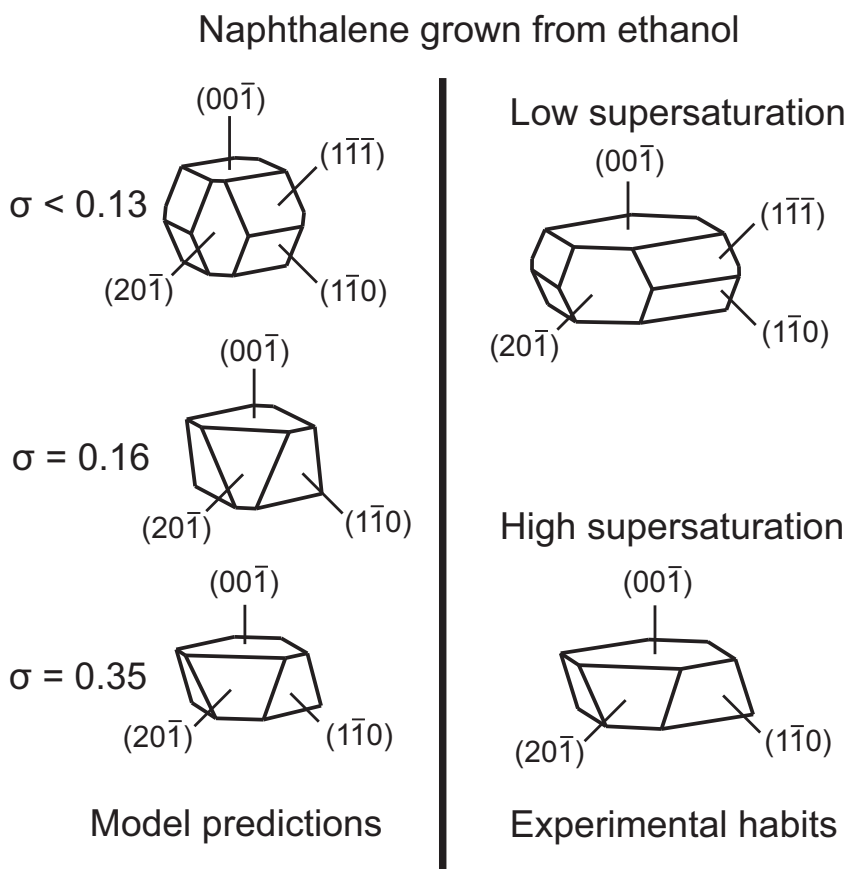 Naphthalene grown from ethanol
(001̅)
(11̅1̅)
σ < 0.13
(201̅)
(11̅0)
(001̅)
σ = 0.16
(201̅)
(11̅0)
(001̅)
σ = 0.35
(201̅)
(11̅0)
Model predictions
Low supersaturation
(001̅)
(11̅1̅)
(201̅)
(11̅0)
High supersaturation
(001̅)
(201̅)
(11̅0)
Experimental habits